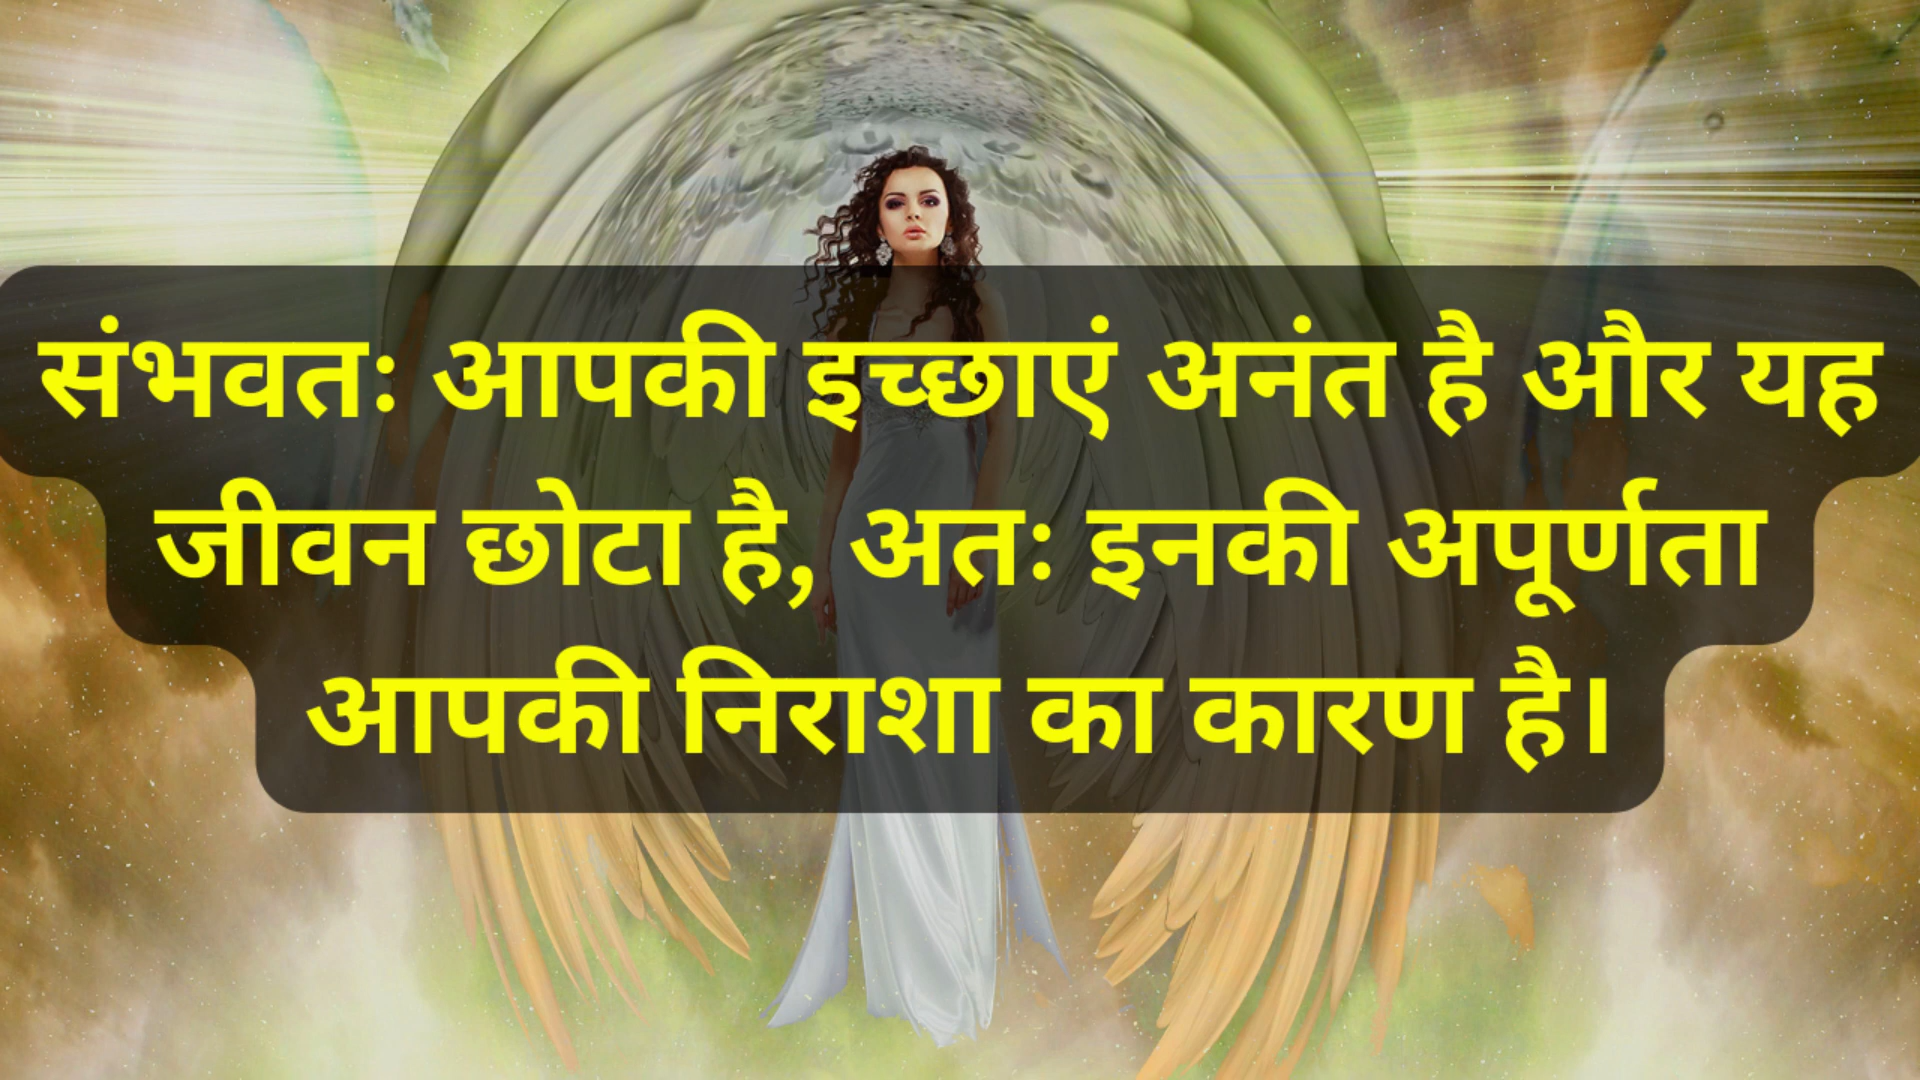 संभवतः आपकी इच्छाएं अनंत है और यह
जीवन छोटा है, अतः इनकी अपूर्णता
आपकी निराशा का कारण है।